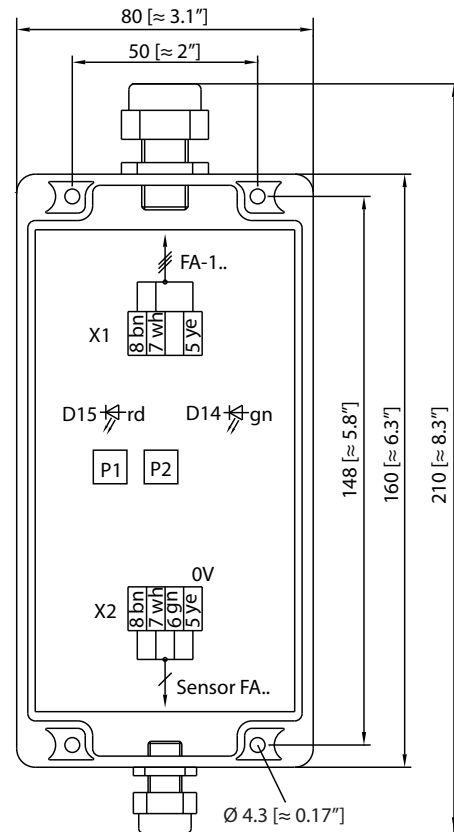 80 [≈ 3.1”]
50 [≈ 2”]
FA-1..
X1
8 bn
7 wh
5 ye
D15 rd
D14 gn
P1
P2
148 [≈ 5.8”]
160 [≈ 6.3”]
210 [≈ 8.3”]
0V
X2
8 bn
7 wh
6 gn
5 ye
Sensor FA..
Ø 4.3 [≈ 0.17”]